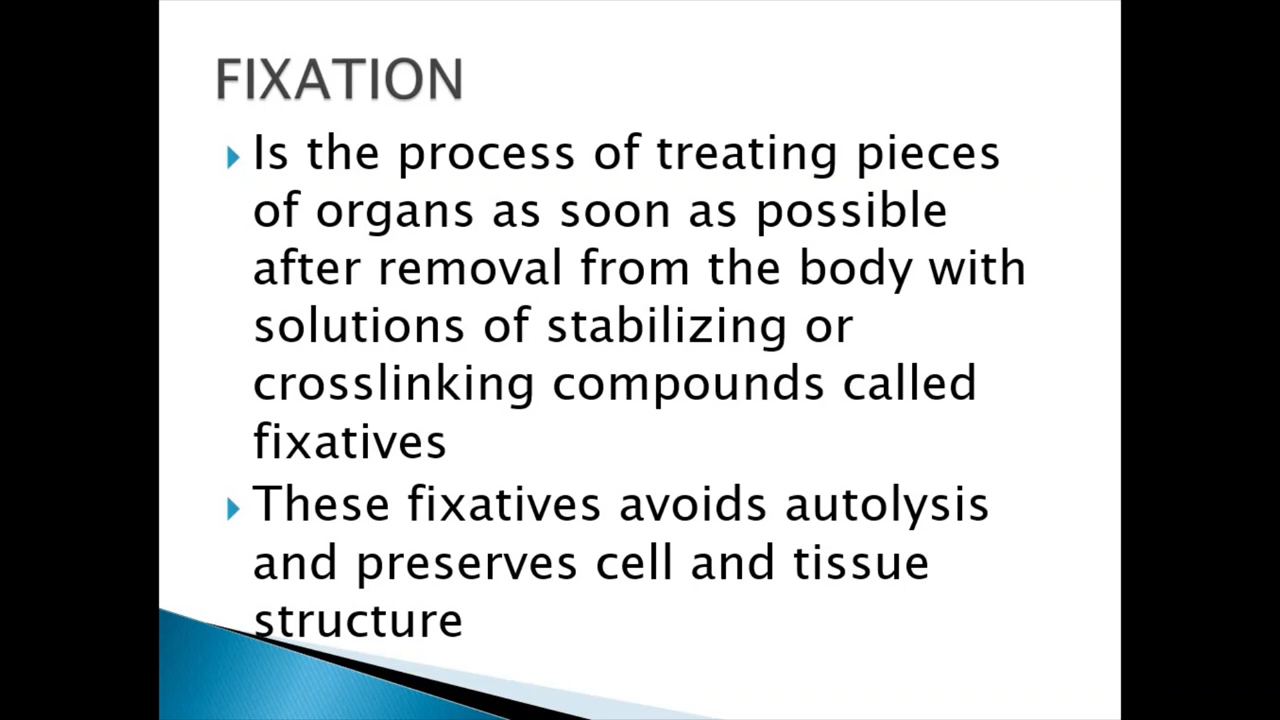 FIXATION
Is the process of treating pieces
of organs as soon as possible
after removal from the body with
solutions of stabilizing or
crosslinking compounds called
fixatives
These fixatives avoids autolysis
and preserves cell and tissue
structure